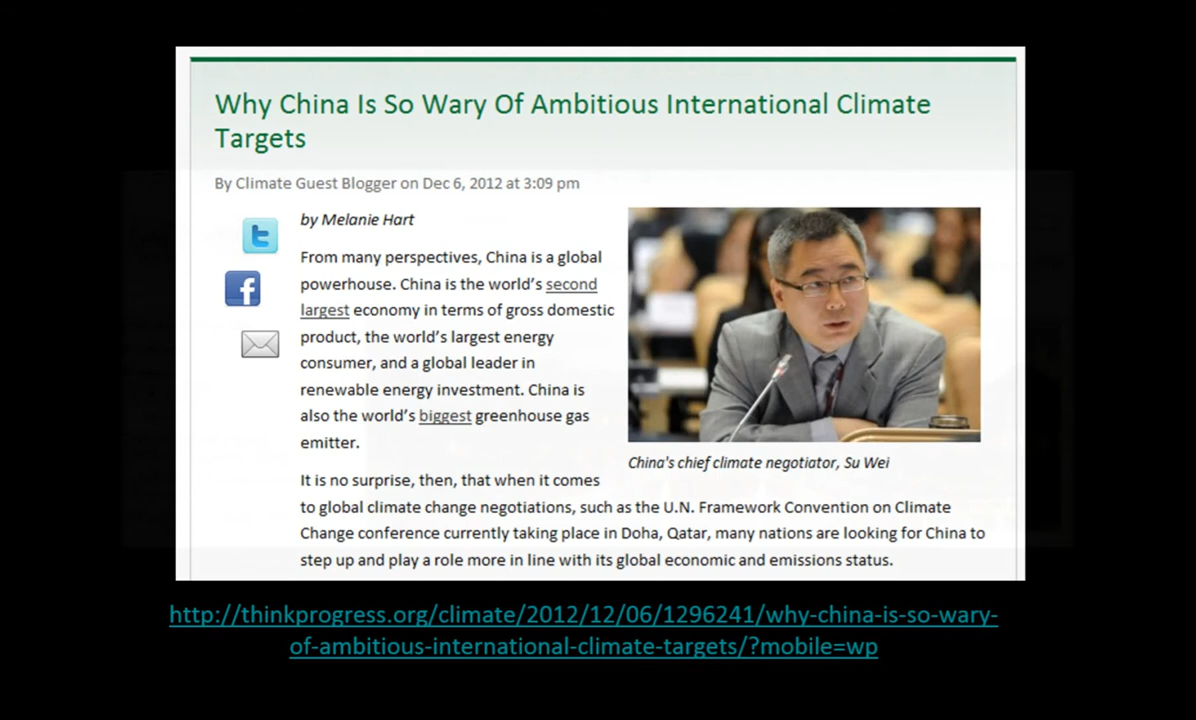 Why China Is So Wary Of Ambitious International Climate
Targets
By Climate Guest Blogger on Dec 6, 2012 at 3:09 pm
by Melanie Hart
From many perspectives, China is a global
powerhouse. China is the world's second
largest economy in terms of gross domestic
product, the world's largest energy
consumer, and a global leader in
renewable energy investment. China is
also the world's biggest greenhouse gas
emitter.
China's chief climate negotiator, Su Wei
It is no surprise, then, that when it comes
to global climate change negotiations, such as the U.N. Framework Convention on Climate
Change conference currently taking place in Doha, Qatar, many nations are looking for China to
step up and play a role more in line with its global economic and emissions status.
http://thinkprogress.org/climate/2012/12/06/1296241/why-china-is-so-wary-
of-ambitious-international-climate-targets/?mobile=wp